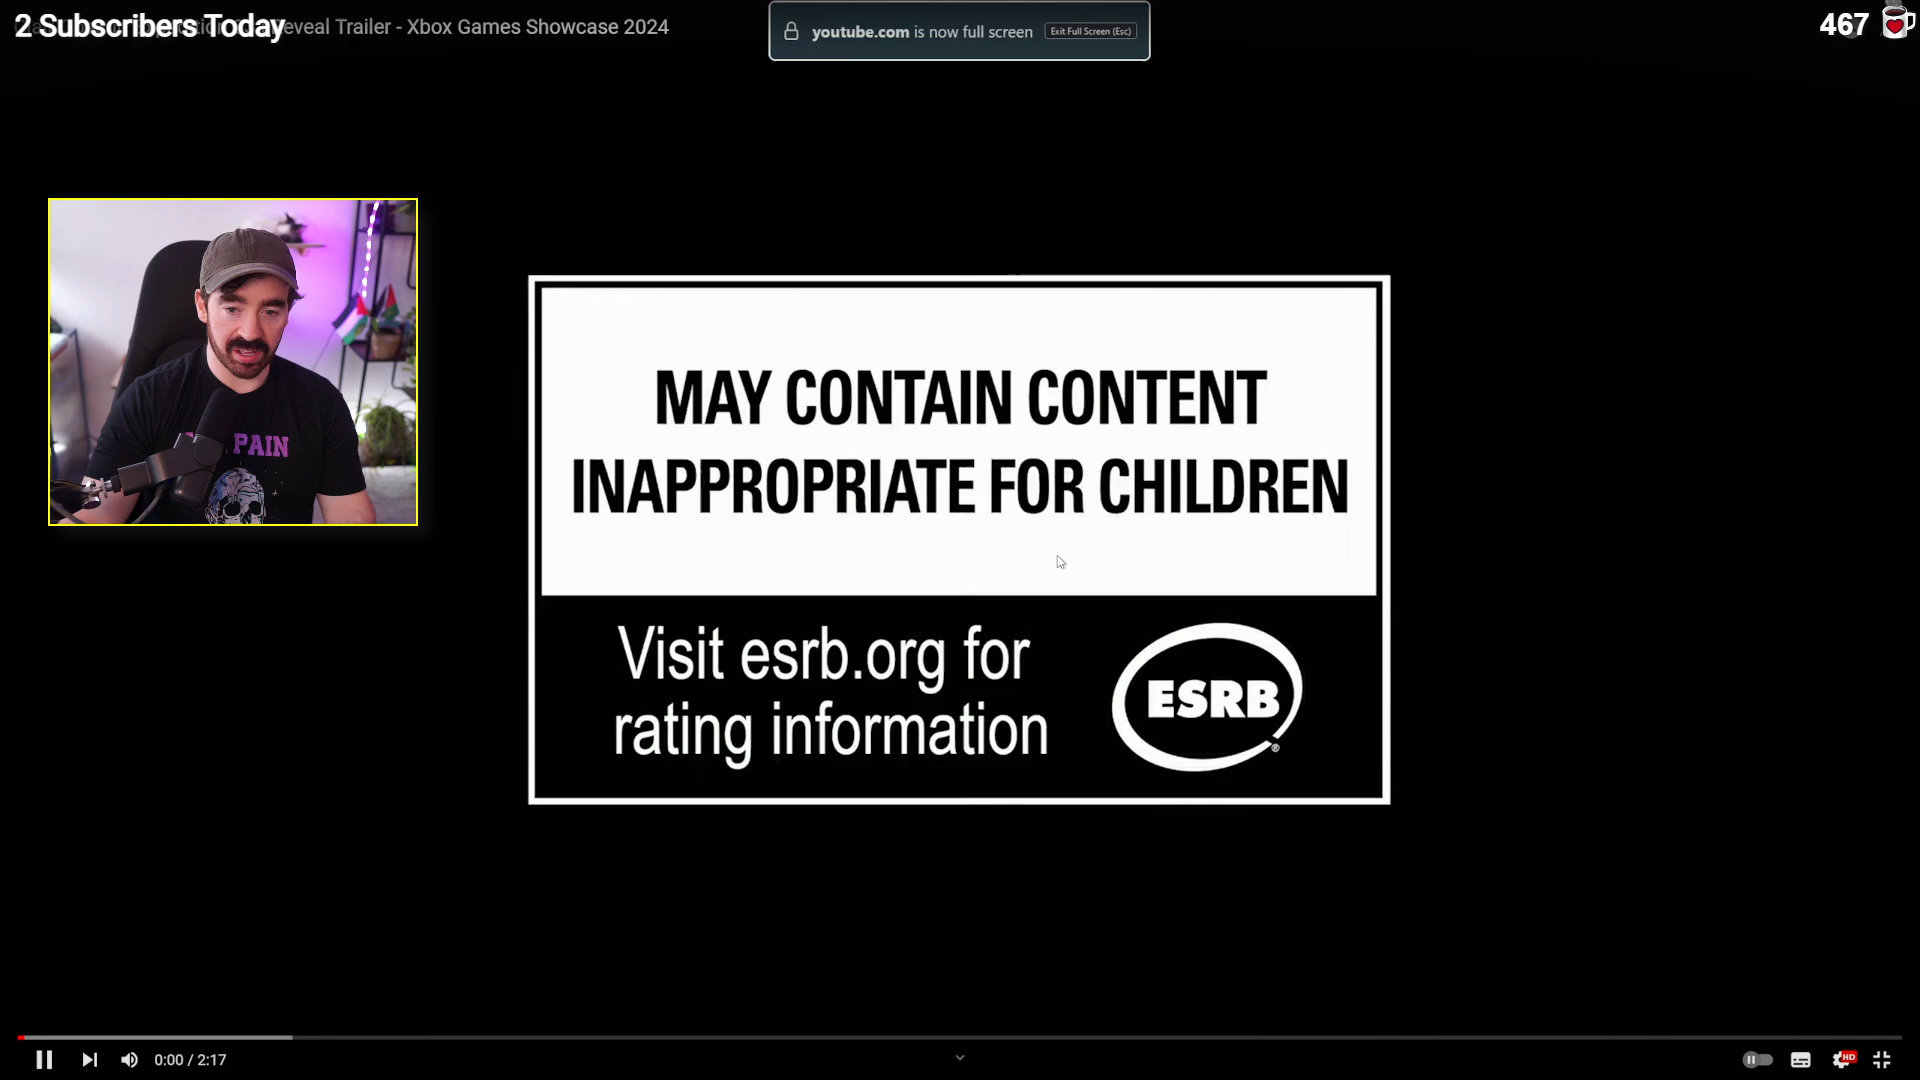 2 Subscribers Today
eveal Trailer - Xbox Games Showcase 2024
youtube.com is now full screen
Exit Full Screen (Esc)
467
PAIN
MAY CONTAIN CONTENT
INAPPROPRIATE FOR CHILDREN
Visit esrb.org for
rating information
ESRB
®
0:00 / 2:17
HD